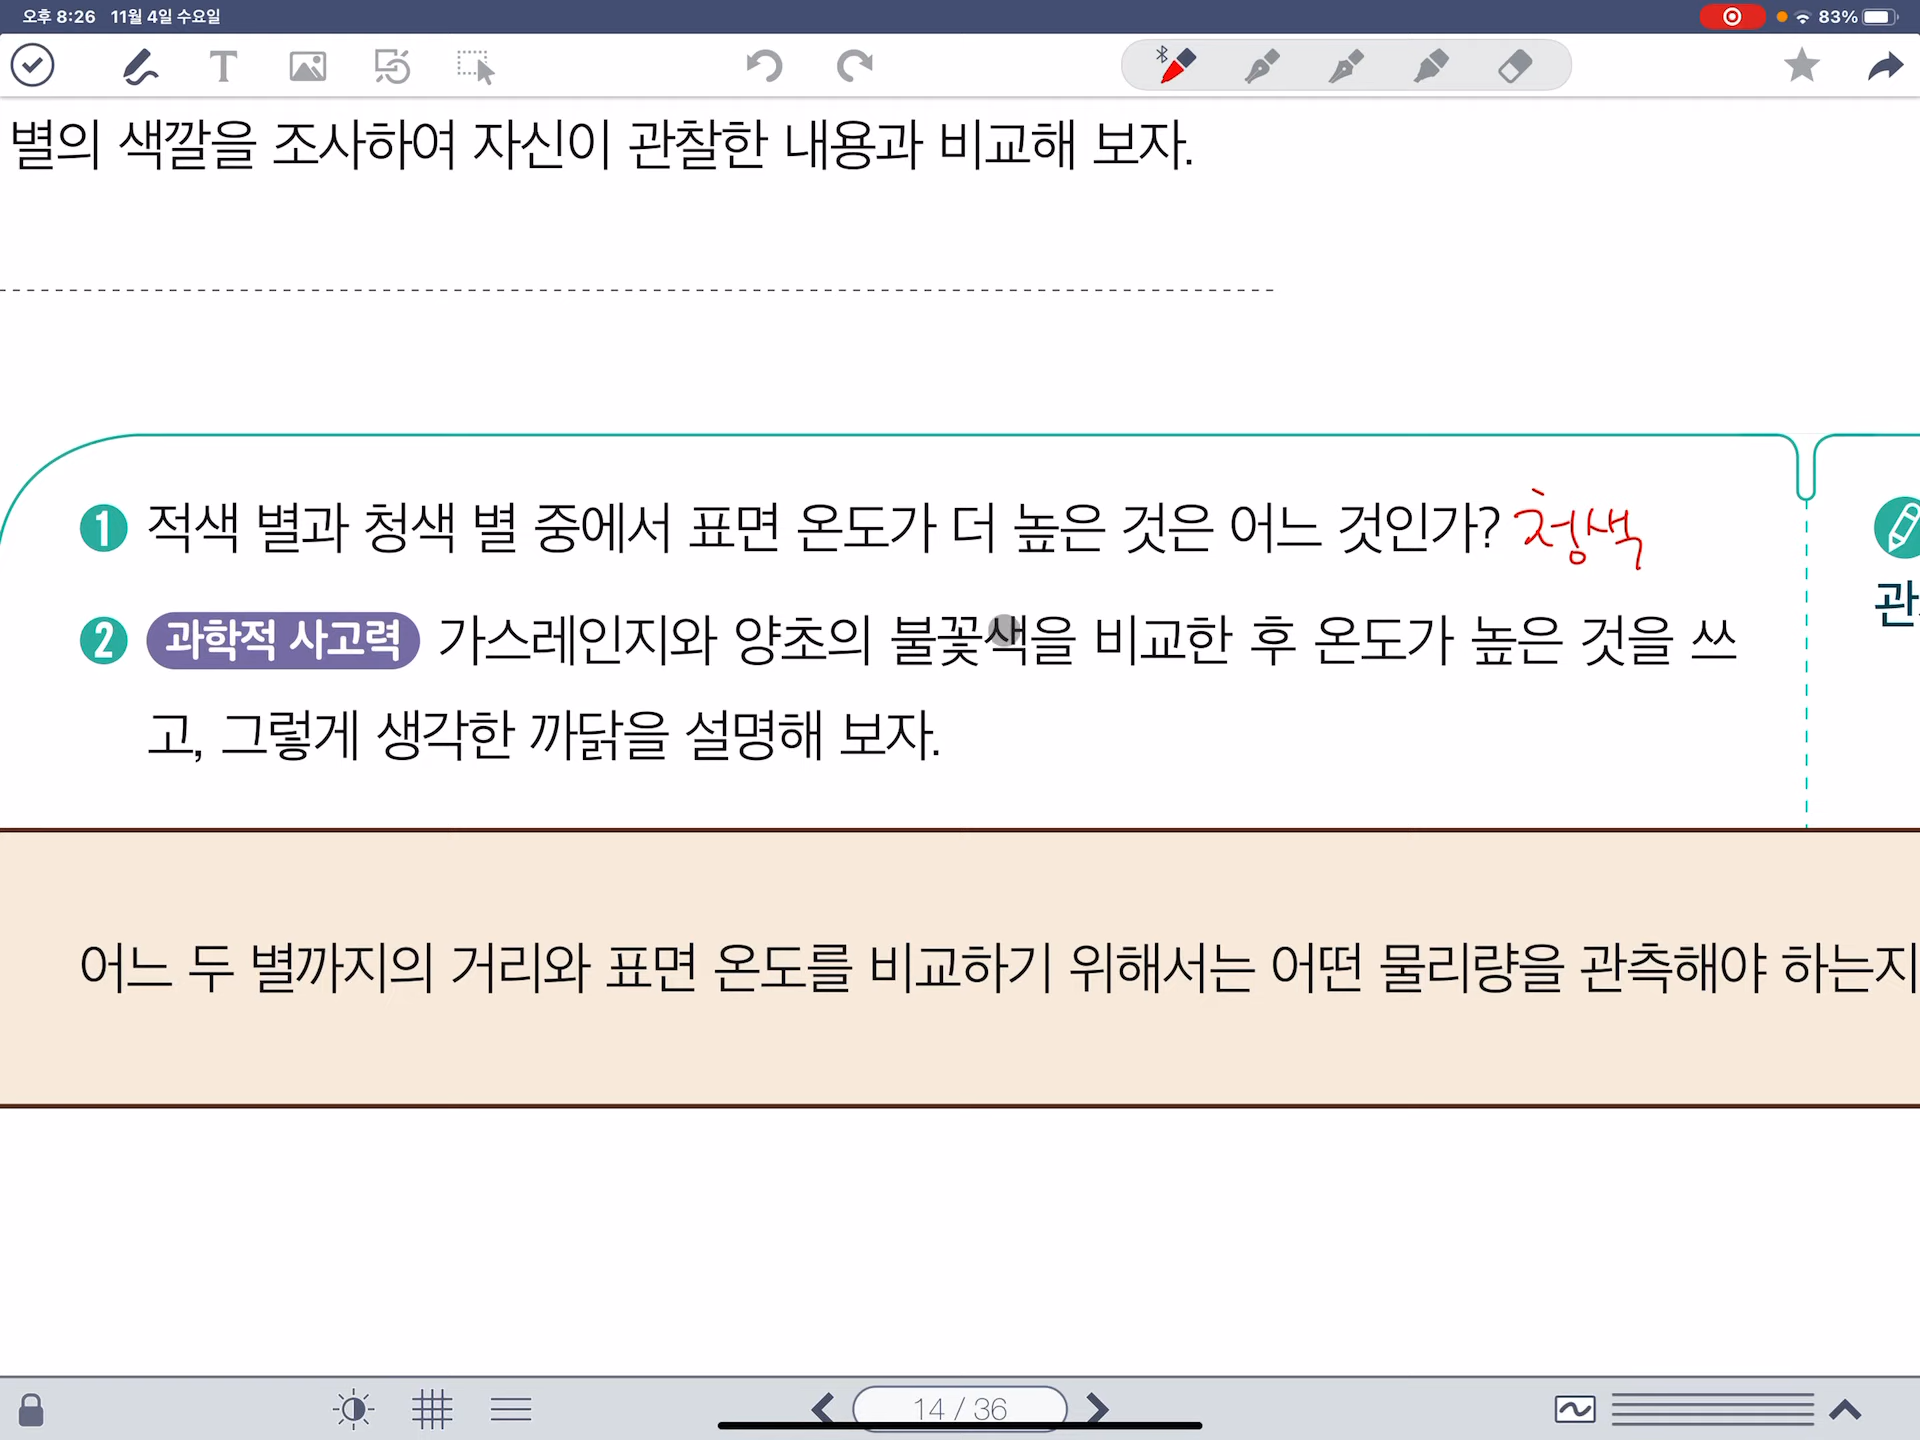 오후 8:26 11월 4일 수요일
83%
T
별의 색깔을 조사하여 자신이 관찰한 내용과 비교해 보자.
1 적색 별과 청색 별 중에서 표면 온도가 더 높은 것은 어느 것인가? 청색
2 과학적 사고력 가스레인지와 양초의 불꽃색을 비교한 후 온도가 높은 것을 쓰
고, 그렇게 생각한 까닭을 설명해 보자.
어느 두 별까지의 거리와 표면 온도를 비교하기 위해서는 어떤 물리량을 관측해야 하는지
14 / 36